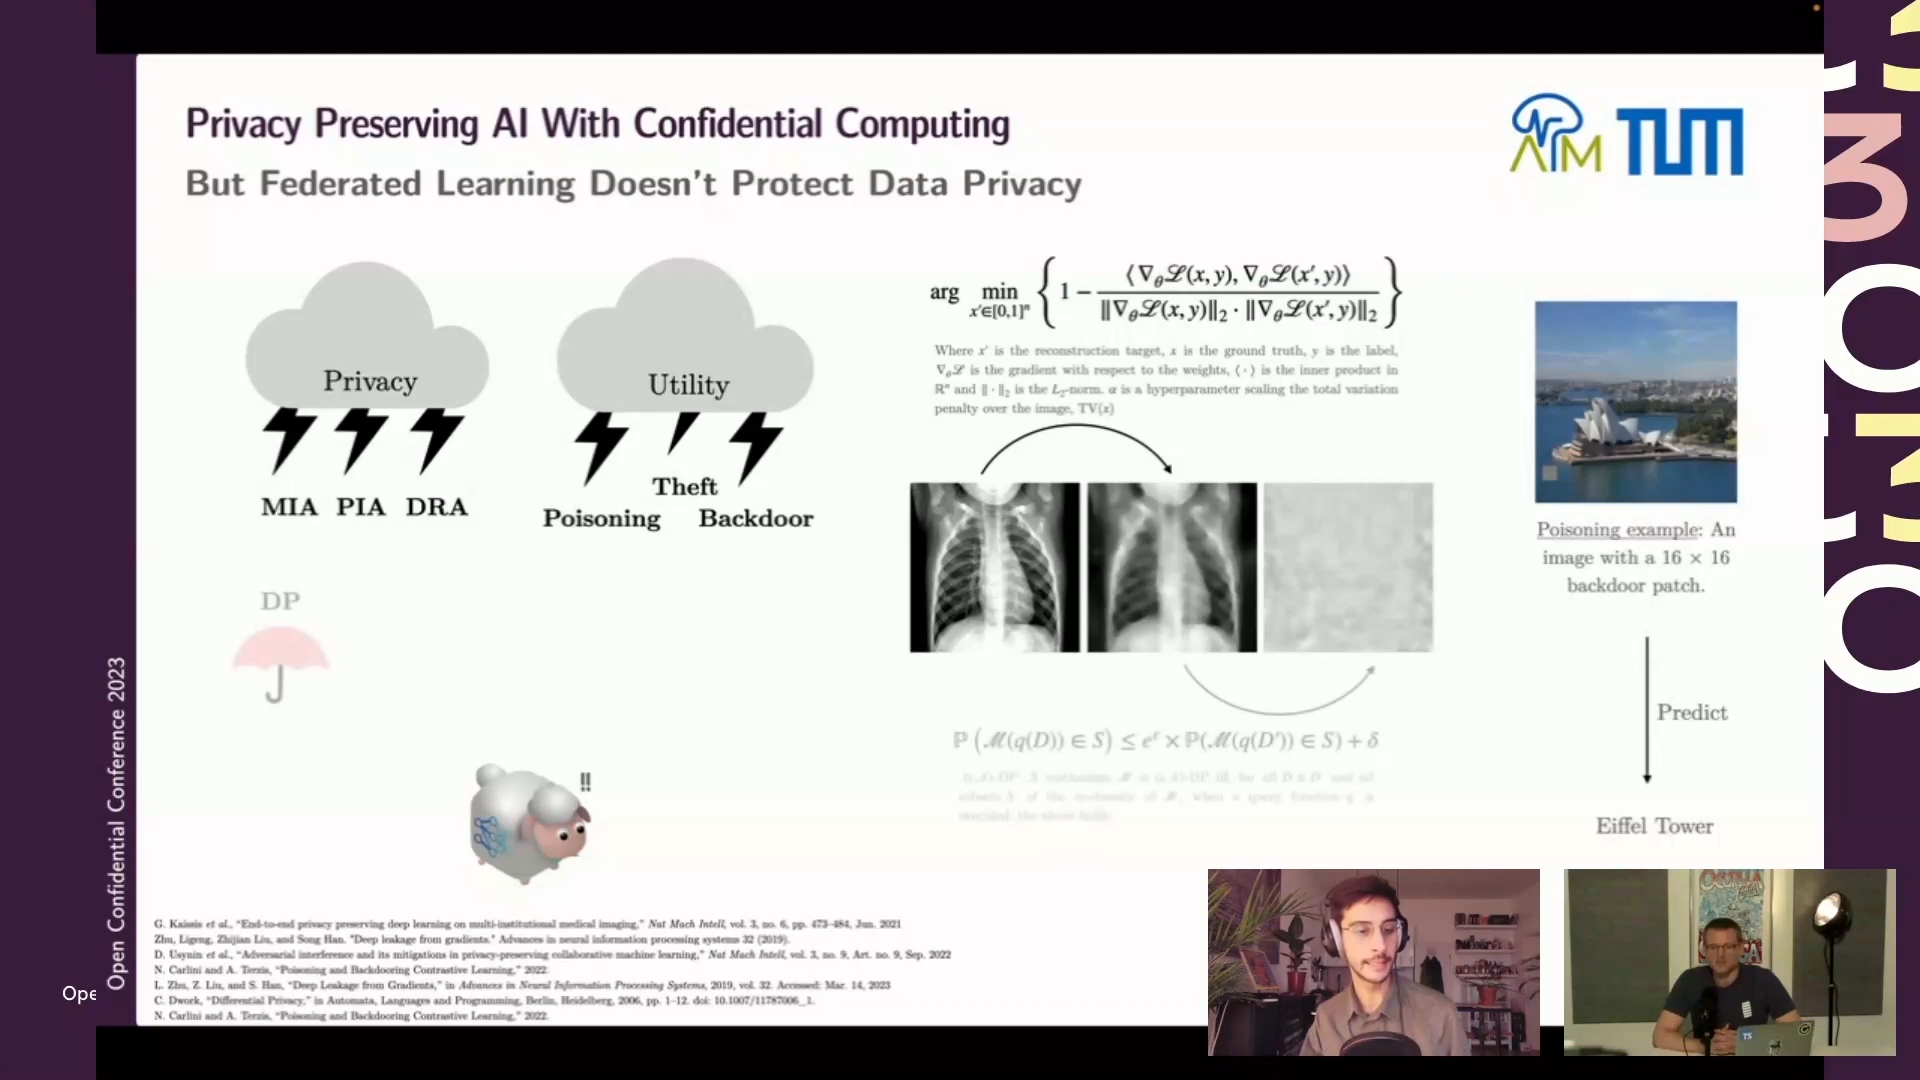 Privacy Preserving AI With Confidential Computing
But Federated Learning Doesn't Protect Data Privacy
AIM TUM
Privacy
MIA PIA DRA
Utility
Theft
Poisoning Backdoor
DP
!!
arg min x′∈[0,1]ⁿ { 1 − ⟨∇θℒ(x, y), ∇θℒ(x′, y)⟩ / ‖∇θℒ(x, y)‖₂ · ‖∇θℒ(x′, y)‖₂ }
Where x′ is the reconstruction target, x is the ground truth, y is the label,
∇θℒ is the gradient with respect to the weights, ⟨·⟩ is the inner product in
ℝⁿ and ‖·‖₂ is the L₂-norm. α is a hyperparameter scaling the total variation
penalty over the image, TV(x)
ℙ (ℳ(q(D)) ∈ S) ≤ eᵋ × ℙ(ℳ(q(D′)) ∈ S) + δ
Poisoning example: An
image with a 16 × 16
backdoor patch.
Predict
Eiffel Tower
G. Kaissis et al., "End-to-end privacy preserving deep learning on multi-institutional medical imaging," Nat Mach Intell, vol. 3, no. 6, pp. 473–484, Jun. 2021
Zhu, Ligeng, Zhijian Liu, and Song Han. "Deep leakage from gradients." Advances in neural information processing systems 32 (2019).
D. Usynin et al., "Adversarial interference and its mitigations in privacy-preserving collaborative machine learning," Nat Mach Intell, vol. 3, no. 9, Art. no. 9, Sep. 2022
N. Carlini and A. Terzis, "Poisoning and Backdooring Contrastive Learning," 2022.
L. Zhu, Z. Liu, and S. Han, "Deep Leakage from Gradients," in Advances in Neural Information Processing Systems, 2019, vol. 32. Accessed: Mar. 14, 2023
C. Dwork, "Differential Privacy," in Automata, Languages and Programming, Berlin, Heidelberg, 2006, pp. 1–12. doi: 10.1007/11787006_1.
N. Carlini and A. Terzis, "Poisoning and Backdooring Contrastive Learning," 2022.
Open Confidential Conference 2023
Ope
TS